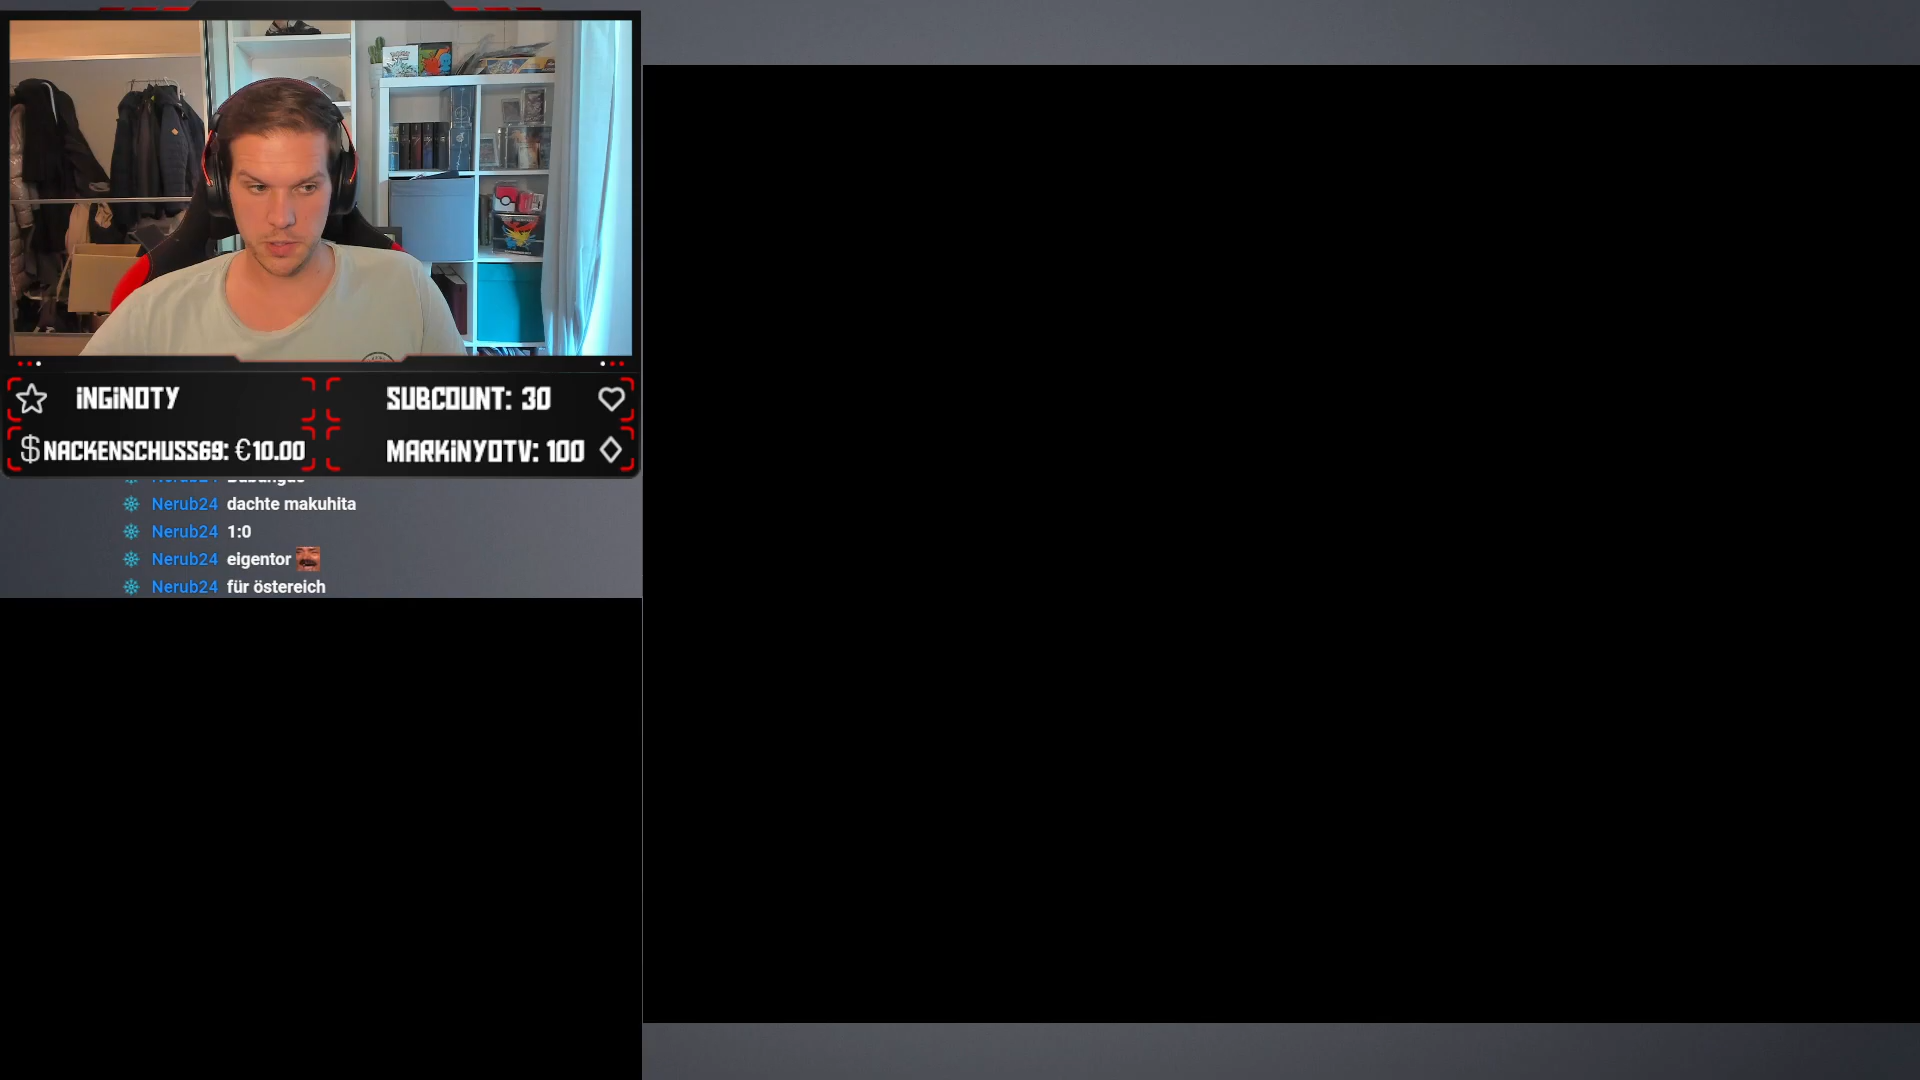 iNGiNOTY
SUBCOUNT: 30
$NACKENSCHUSS69: €10.00
MARKiNYOTV: 100
Nerub24
Nerub24 dachte makuhita
Nerub24 1:0
Nerub24 eigentor
Nerub24 für östereich